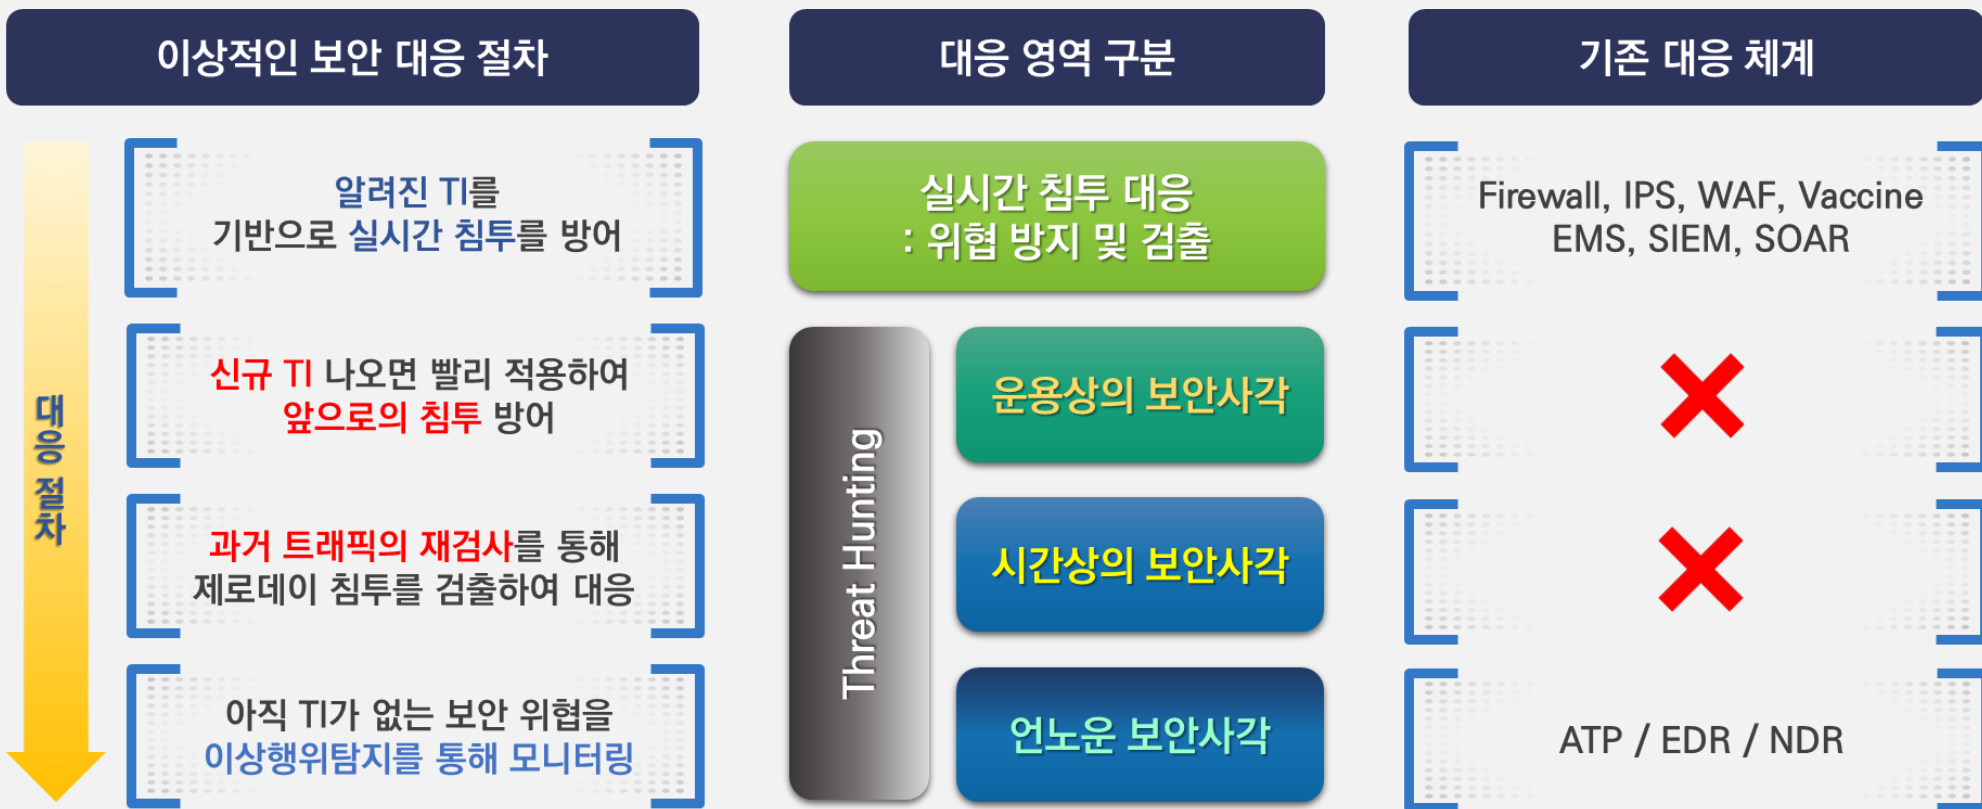 이상적인 보안 대응 절차
대응 영역 구분
기존 대응 체계
대응 절차
알려진 TI를
기반으로 실시간 침투를 방어
실시간 침투 대응
: 위협 방지 및 검출
Firewall, IPS, WAF, Vaccine
EMS, SIEM, SOAR
신규 TI 나오면 빨리 적용하여
앞으로의 침투 방어
Threat Hunting
운용상의 보안사각
과거 트래픽의 재검사를 통해
제로데이 침투를 검출하여 대응
시간상의 보안사각
아직 TI가 없는 보안 위협을
이상행위탐지를 통해 모니터링
언노운 보안사각
ATP / EDR / NDR